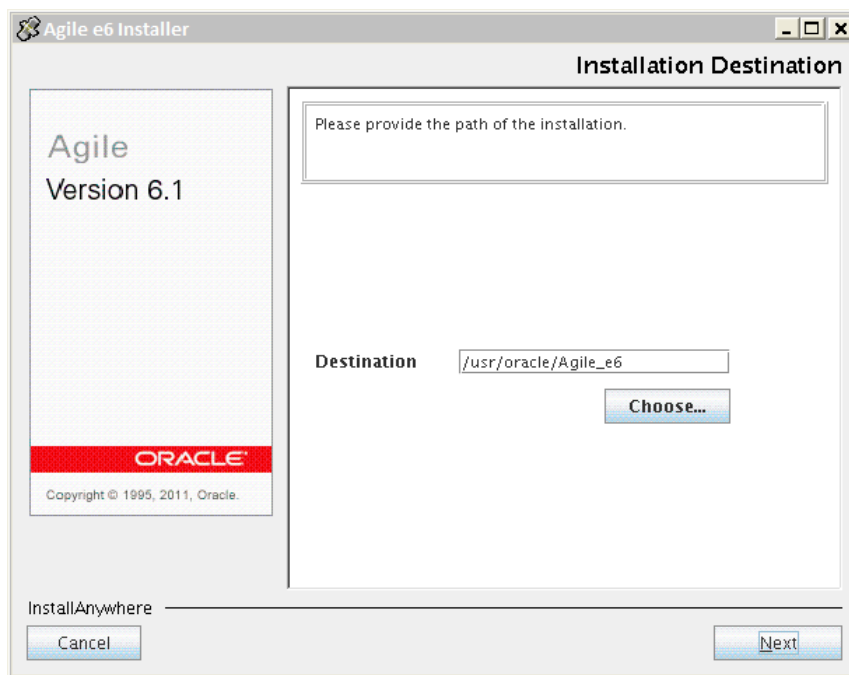 Agile e6 Installer
Installation Destination
Agile
Version 6.1
ORACLE®
Copyright © 1995, 2011, Oracle.
Please provide the path of the installation.
Destination
/usr/oracle/Agile_e6
Choose...
InstallAnywhere
Cancel
Next